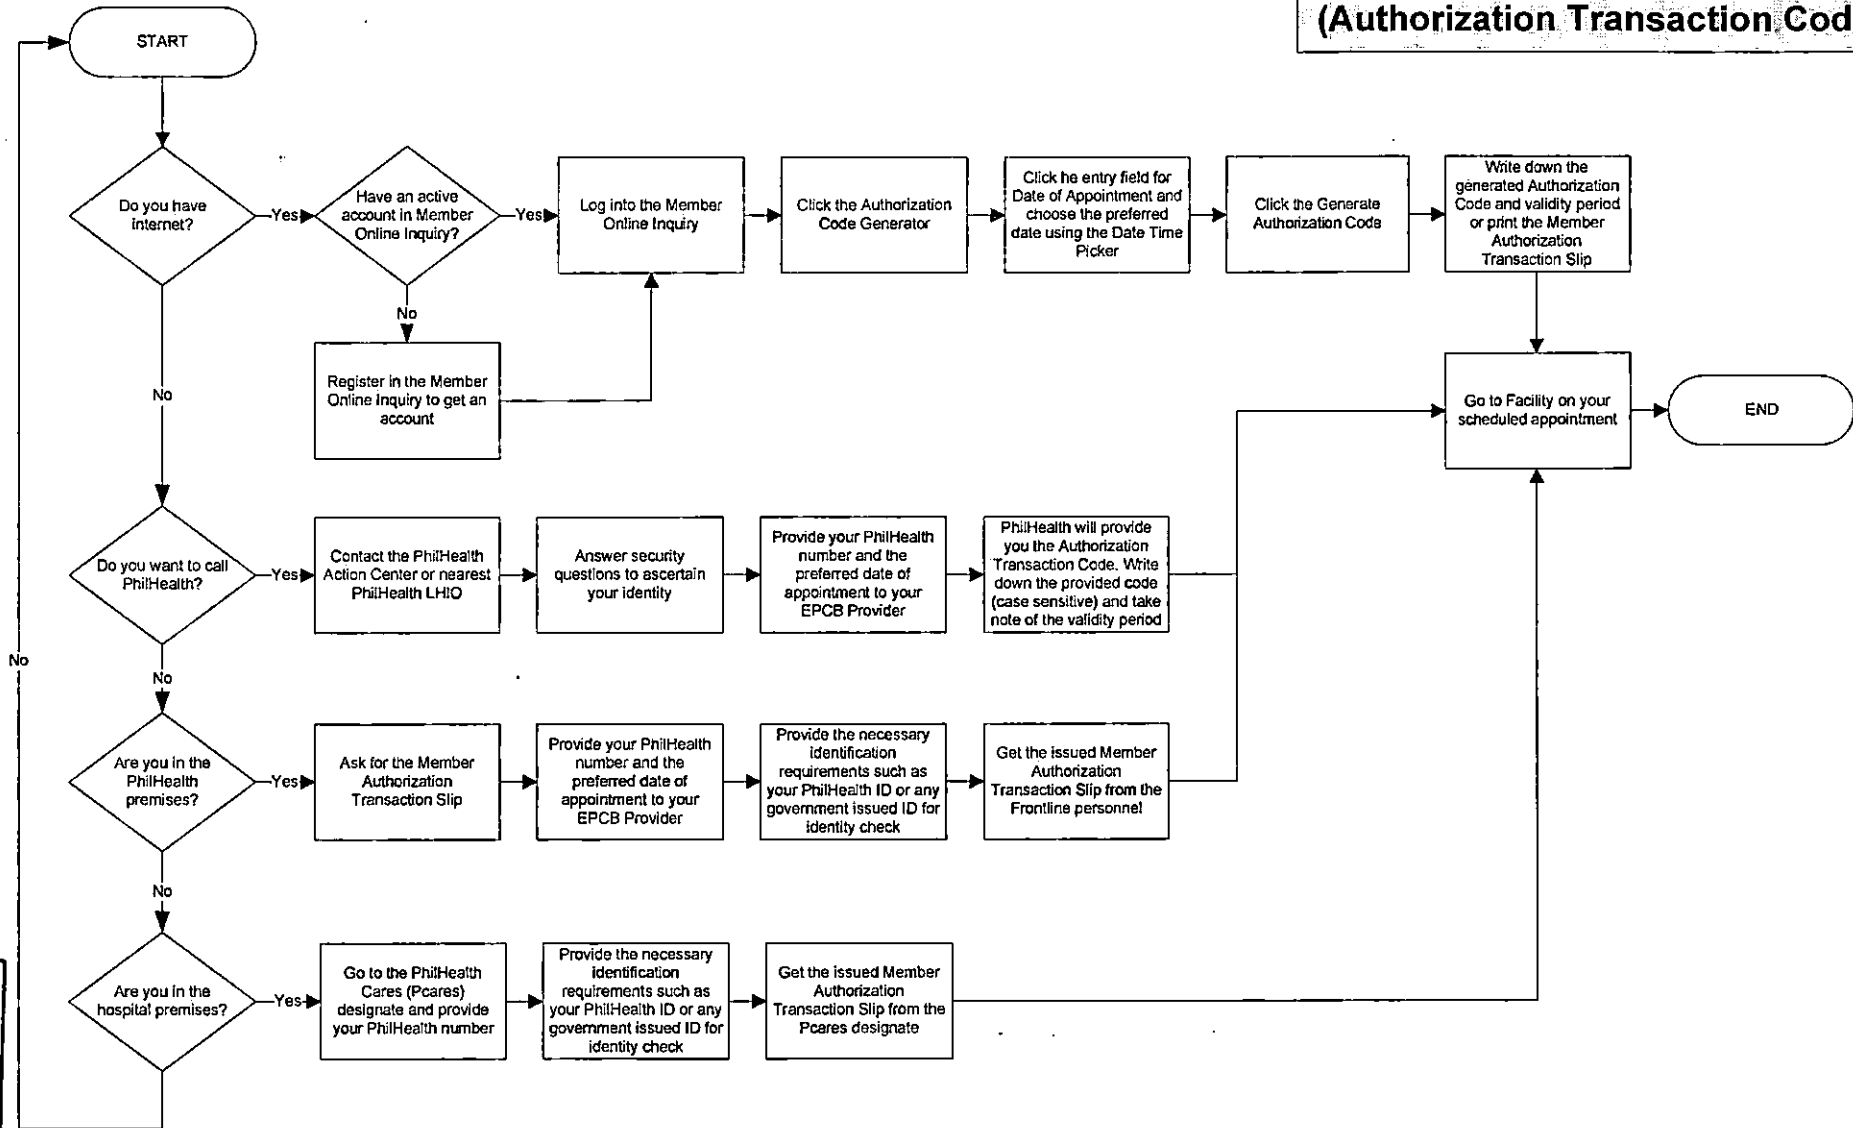 (Authorization Transaction Cod
START
Do you have
internet?
Yes
Have an active
account in Member
Online Inquiry?
Yes
Log into the Member
Online Inquiry
Click the Authorization
Code Generator
Click he entry field for
Date of Appointment and
choose the preferred
date using the Date Time
Picker
Click the Generate
Authorization Code
Write down the
generated Authorization
Code and validity period
or print the Member
Authorization
Transaction Slip
No
Register in the Member
Online Inquiry to get an
account
No
Go to Facility on your
scheduled appointment
END
Do you want to call
PhilHealth?
Yes
Contact the PhilHealth
Action Center or nearest
PhilHealth LHIO
Answer security
questions to ascertain
your identity
Provide your PhilHealth
number and the
preferred date of
appointment to your
EPCB Provider
PhilHealth will provide
you the Authorization
Transaction Code. Write
down the provided code
(case sensitive) and take
note of the validity period
No
No
Are you in the
PhilHealth
premises?
Yes
Ask for the Member
Authorization
Transaction Slip
Provide your PhilHealth
number and the
preferred date of
appointment to your
EPCB Provider
Provide the necessary
identification
requirements such as
your PhilHealth ID or any
government issued ID for
identity check
Get the issued Member
Authorization
Transaction Slip from the
Frontline personnel
No
Are you in the
hospital premises?
Yes
Go to the PhilHealth
Cares (Pcares)
designate and provide
your PhilHealth number
Provide the necessary
identification
requirements such as
your PhilHealth ID or any
government issued ID for
identity check
Get the issued Member
Authorization
Transaction Slip from the
Pcares designate